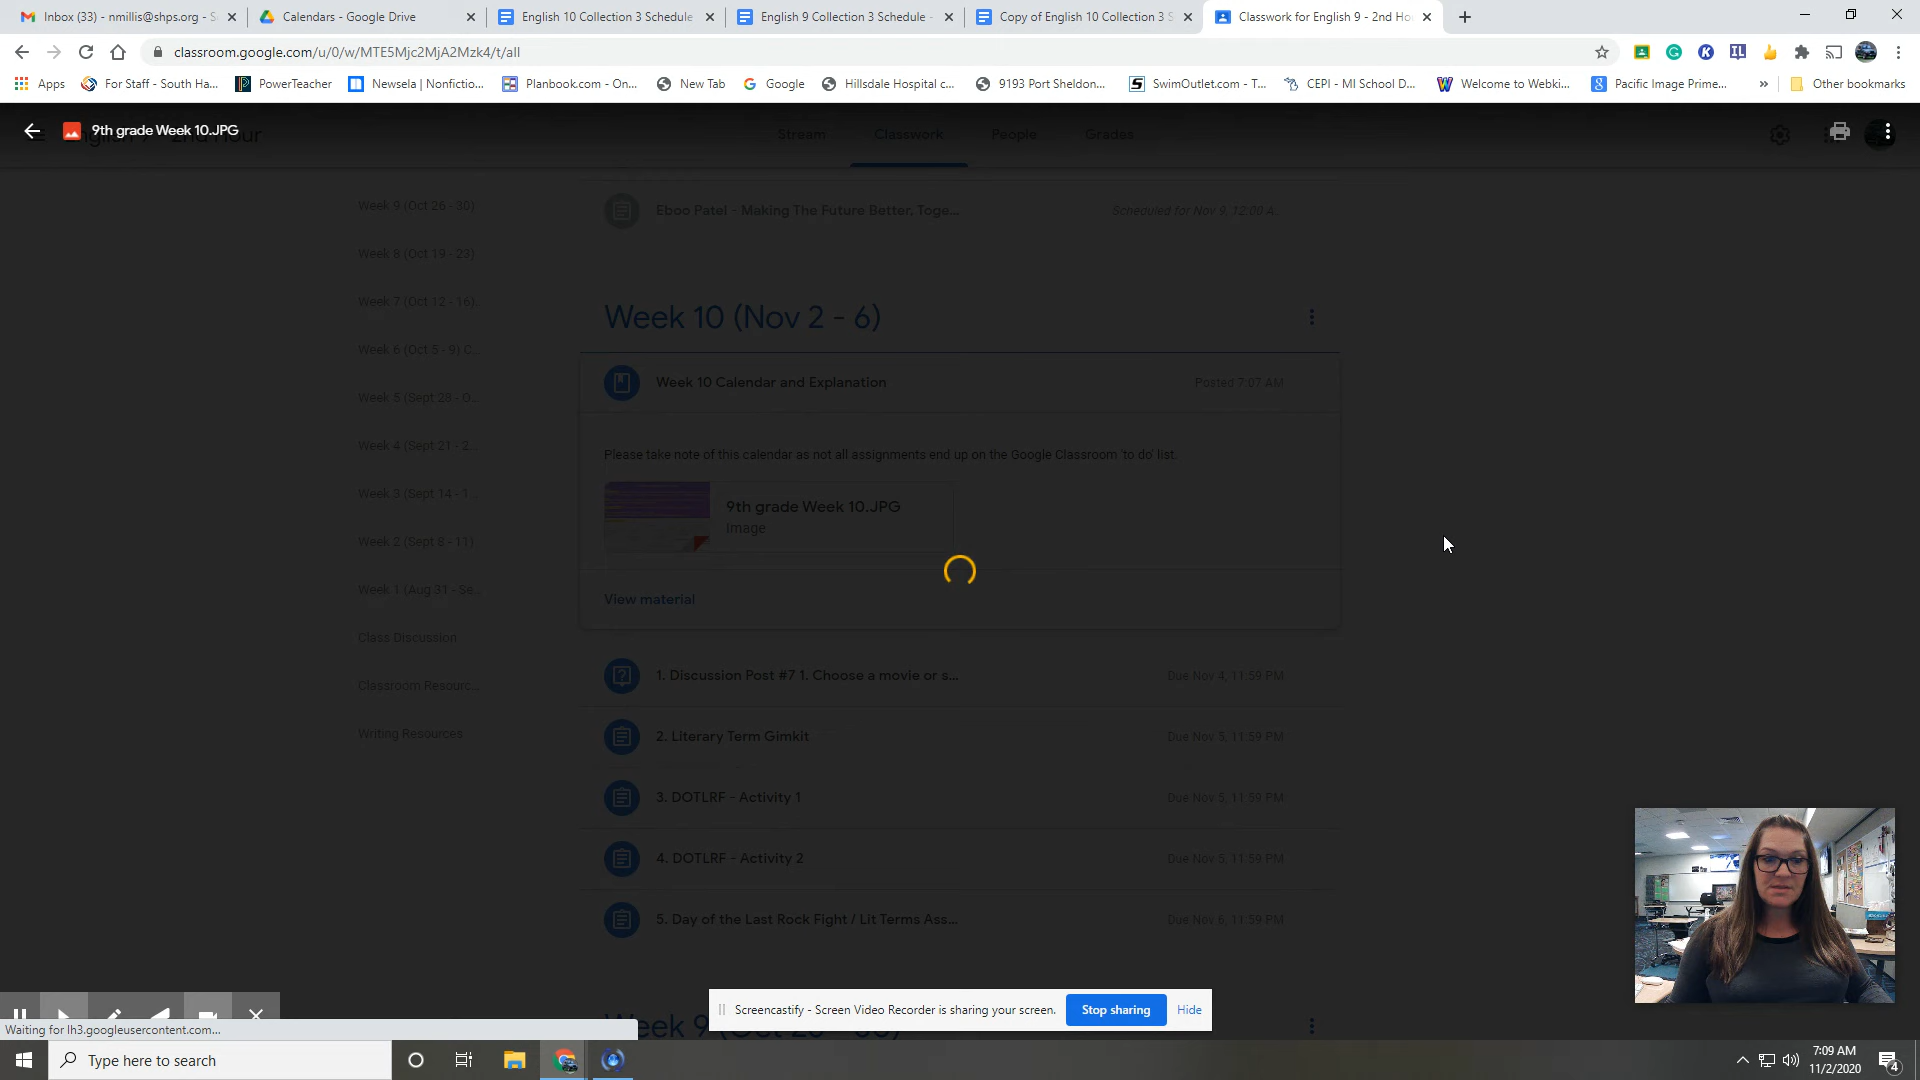 Inbox (33) - nmillis@shps.org - S
Calendars - Google Drive
English 10 Collection 3 Schedule
English 9 Collection 3 Schedule -
Copy of English 10 Collection 3 S
Classwork for English 9 - 2nd Ho
classroom.google.com/u/0/w/MTE5Mjc2MjA2Mzk4/t/all
Apps
For Staff - South Ha...
PowerTeacher
Newsela | Nonfictio...
Planbook.com - On...
New Tab
Google
Hillsdale Hospital c...
9193 Port Sheldon...
SwimOutlet.com - T...
CEPI - MI School D...
Welcome to Webki...
Pacific Image Prime...
Other bookmarks
9th grade Week 10.JPG
Stream
Classwork
People
Grades
Week 9 (Oct 26 - 30)
Week 8 (Oct 19 - 23)
Week 7 (Oct 12 - 16)
Week 6 (Oct 5 - 9) C...
Week 5 (Sept 28 - O...
Week 4 (Sept 21 - 2...
Week 3 (Sept 14 - 1...
Week 2 (Sept 8 - 11)
Week 1 (Aug 31 - Se...
Class Discussion
Classroom Resourc...
Writing Resources
Eboo Patel - Making The Future Better, Toge...
Scheduled for Nov 9, 12:00 A...
Week 10 (Nov 2 - 6)
Week 10 Calendar and Explanation
Posted 7:07 AM
Please take note of this calendar as not all assignments end up on the Google Classroom 'to do' list.
9th grade Week 10.JPG
Image
View material
1. Discussion Post #7 1. Choose a movie or s...
Due Nov 4, 11:59 PM
2. Literary Term Gimkit
Due Nov 5, 11:59 PM
3. DOTLRF - Activity 1
Due Nov 5, 11:59 PM
4. DOTLRF - Activity 2
Due Nov 5, 11:59 PM
5. Day of the Last Rock Fight / Lit Terms Ass...
Due Nov 6, 11:59 PM
Screencastify - Screen Video Recorder is sharing your screen.
Stop sharing
Hide
Waiting for lh3.googleusercontent.com...
Type here to search
7:09 AM
11/2/2020
4